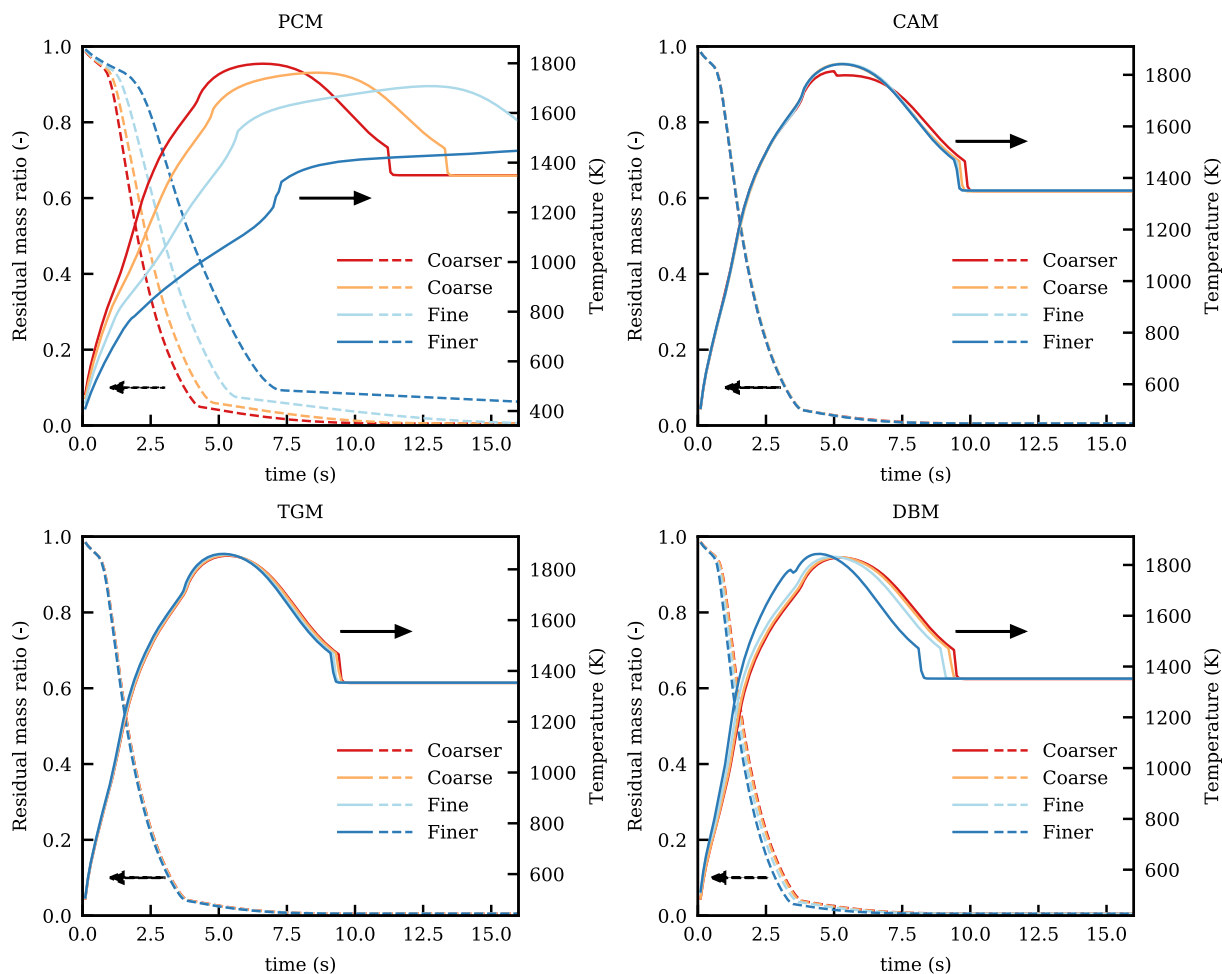 PCM
1.0
0.8
0.6
0.4
0.2
0.0
Residual mass ratio (-)
1800
1600
1400
1200
1000
800
600
400
Temperature (K)
Coarser
Coarse
Fine
Finer
0.0 2.5 5.0 7.5 10.0 12.5 15.0
time (s)
CAM
1.0
0.8
0.6
0.4
0.2
0.0
Residual mass ratio (-)
1800
1600
1400
1200
1000
800
600
Temperature (K)
Coarser
Coarse
Fine
Finer
0.0 2.5 5.0 7.5 10.0 12.5 15.0
time (s)
TGM
1.0
0.8
0.6
0.4
0.2
0.0
Residual mass ratio (-)
1800
1600
1400
1200
1000
800
600
Temperature (K)
Coarser
Coarse
Fine
Finer
0.0 2.5 5.0 7.5 10.0 12.5 15.0
time (s)
DBM
1.0
0.8
0.6
0.4
0.2
0.0
Residual mass ratio (-)
1800
1600
1400
1200
1000
800
600
Temperature (K)
Coarser
Coarse
Fine
Finer
0.0 2.5 5.0 7.5 10.0 12.5 15.0
time (s)